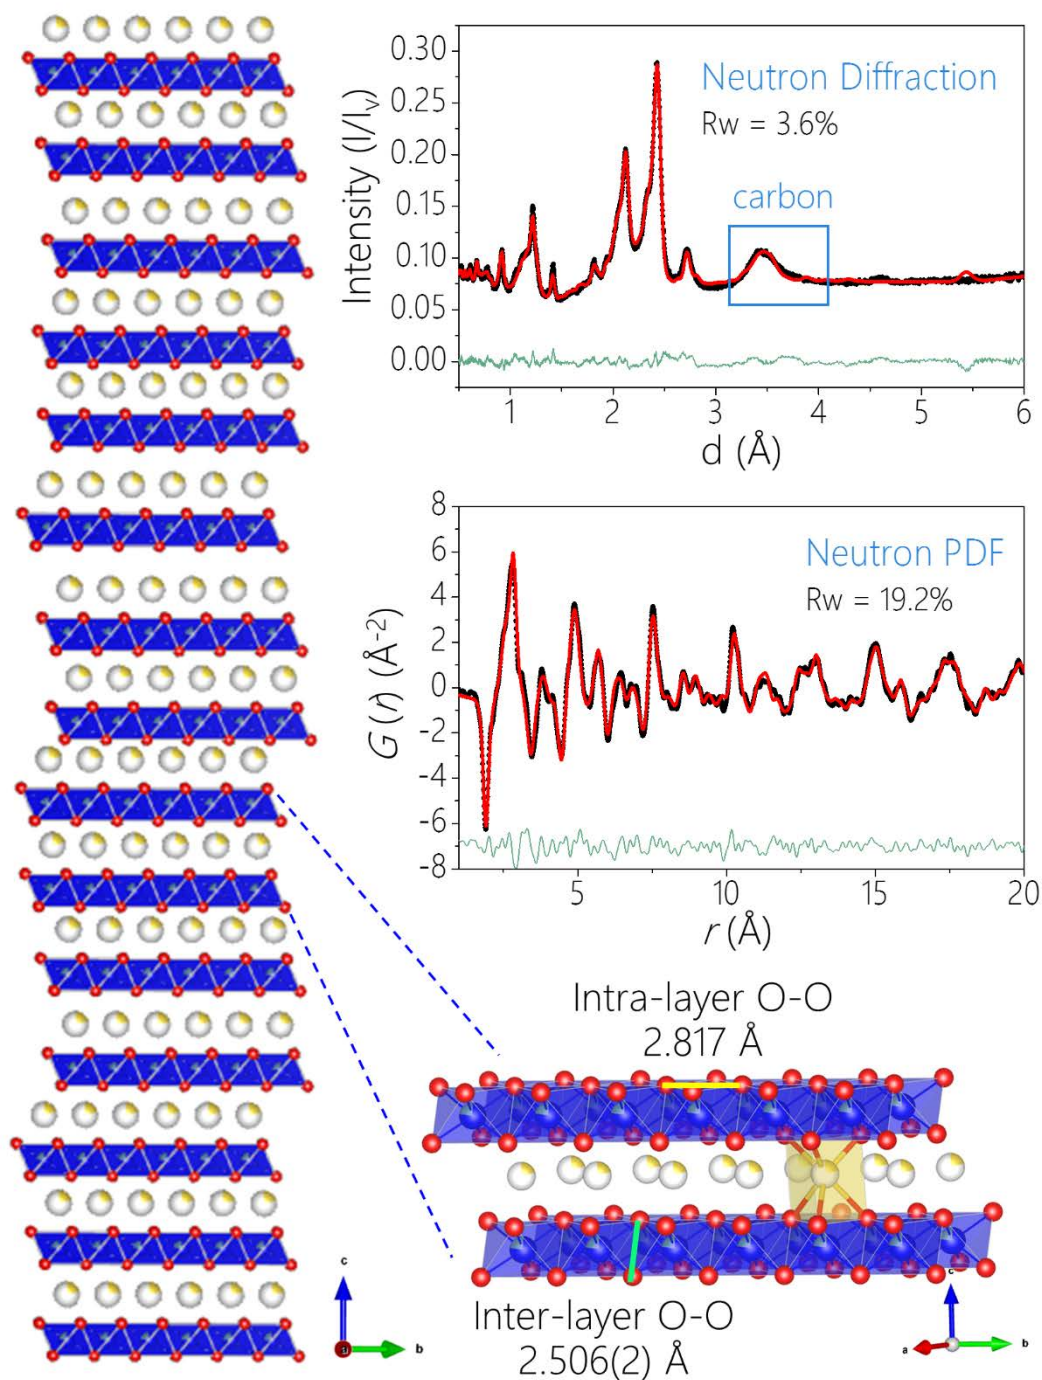 0.30
0.25
0.20
0.15
0.10
0.05
0.00
Intensity (I/Iᵥ)
Neutron Diffraction
Rw = 3.6%
carbon
1 2 3 4 5 6
d (Å)
8
6
4
2
0
-2
-4
-6
-8
G(r) (Å⁻²)
Neutron PDF
Rw = 19.2%
5 10 15 20
r (Å)
Intra-layer O-O
2.817 Å
Inter-layer O-O
2.506(2) Å
c
a b
c
a b